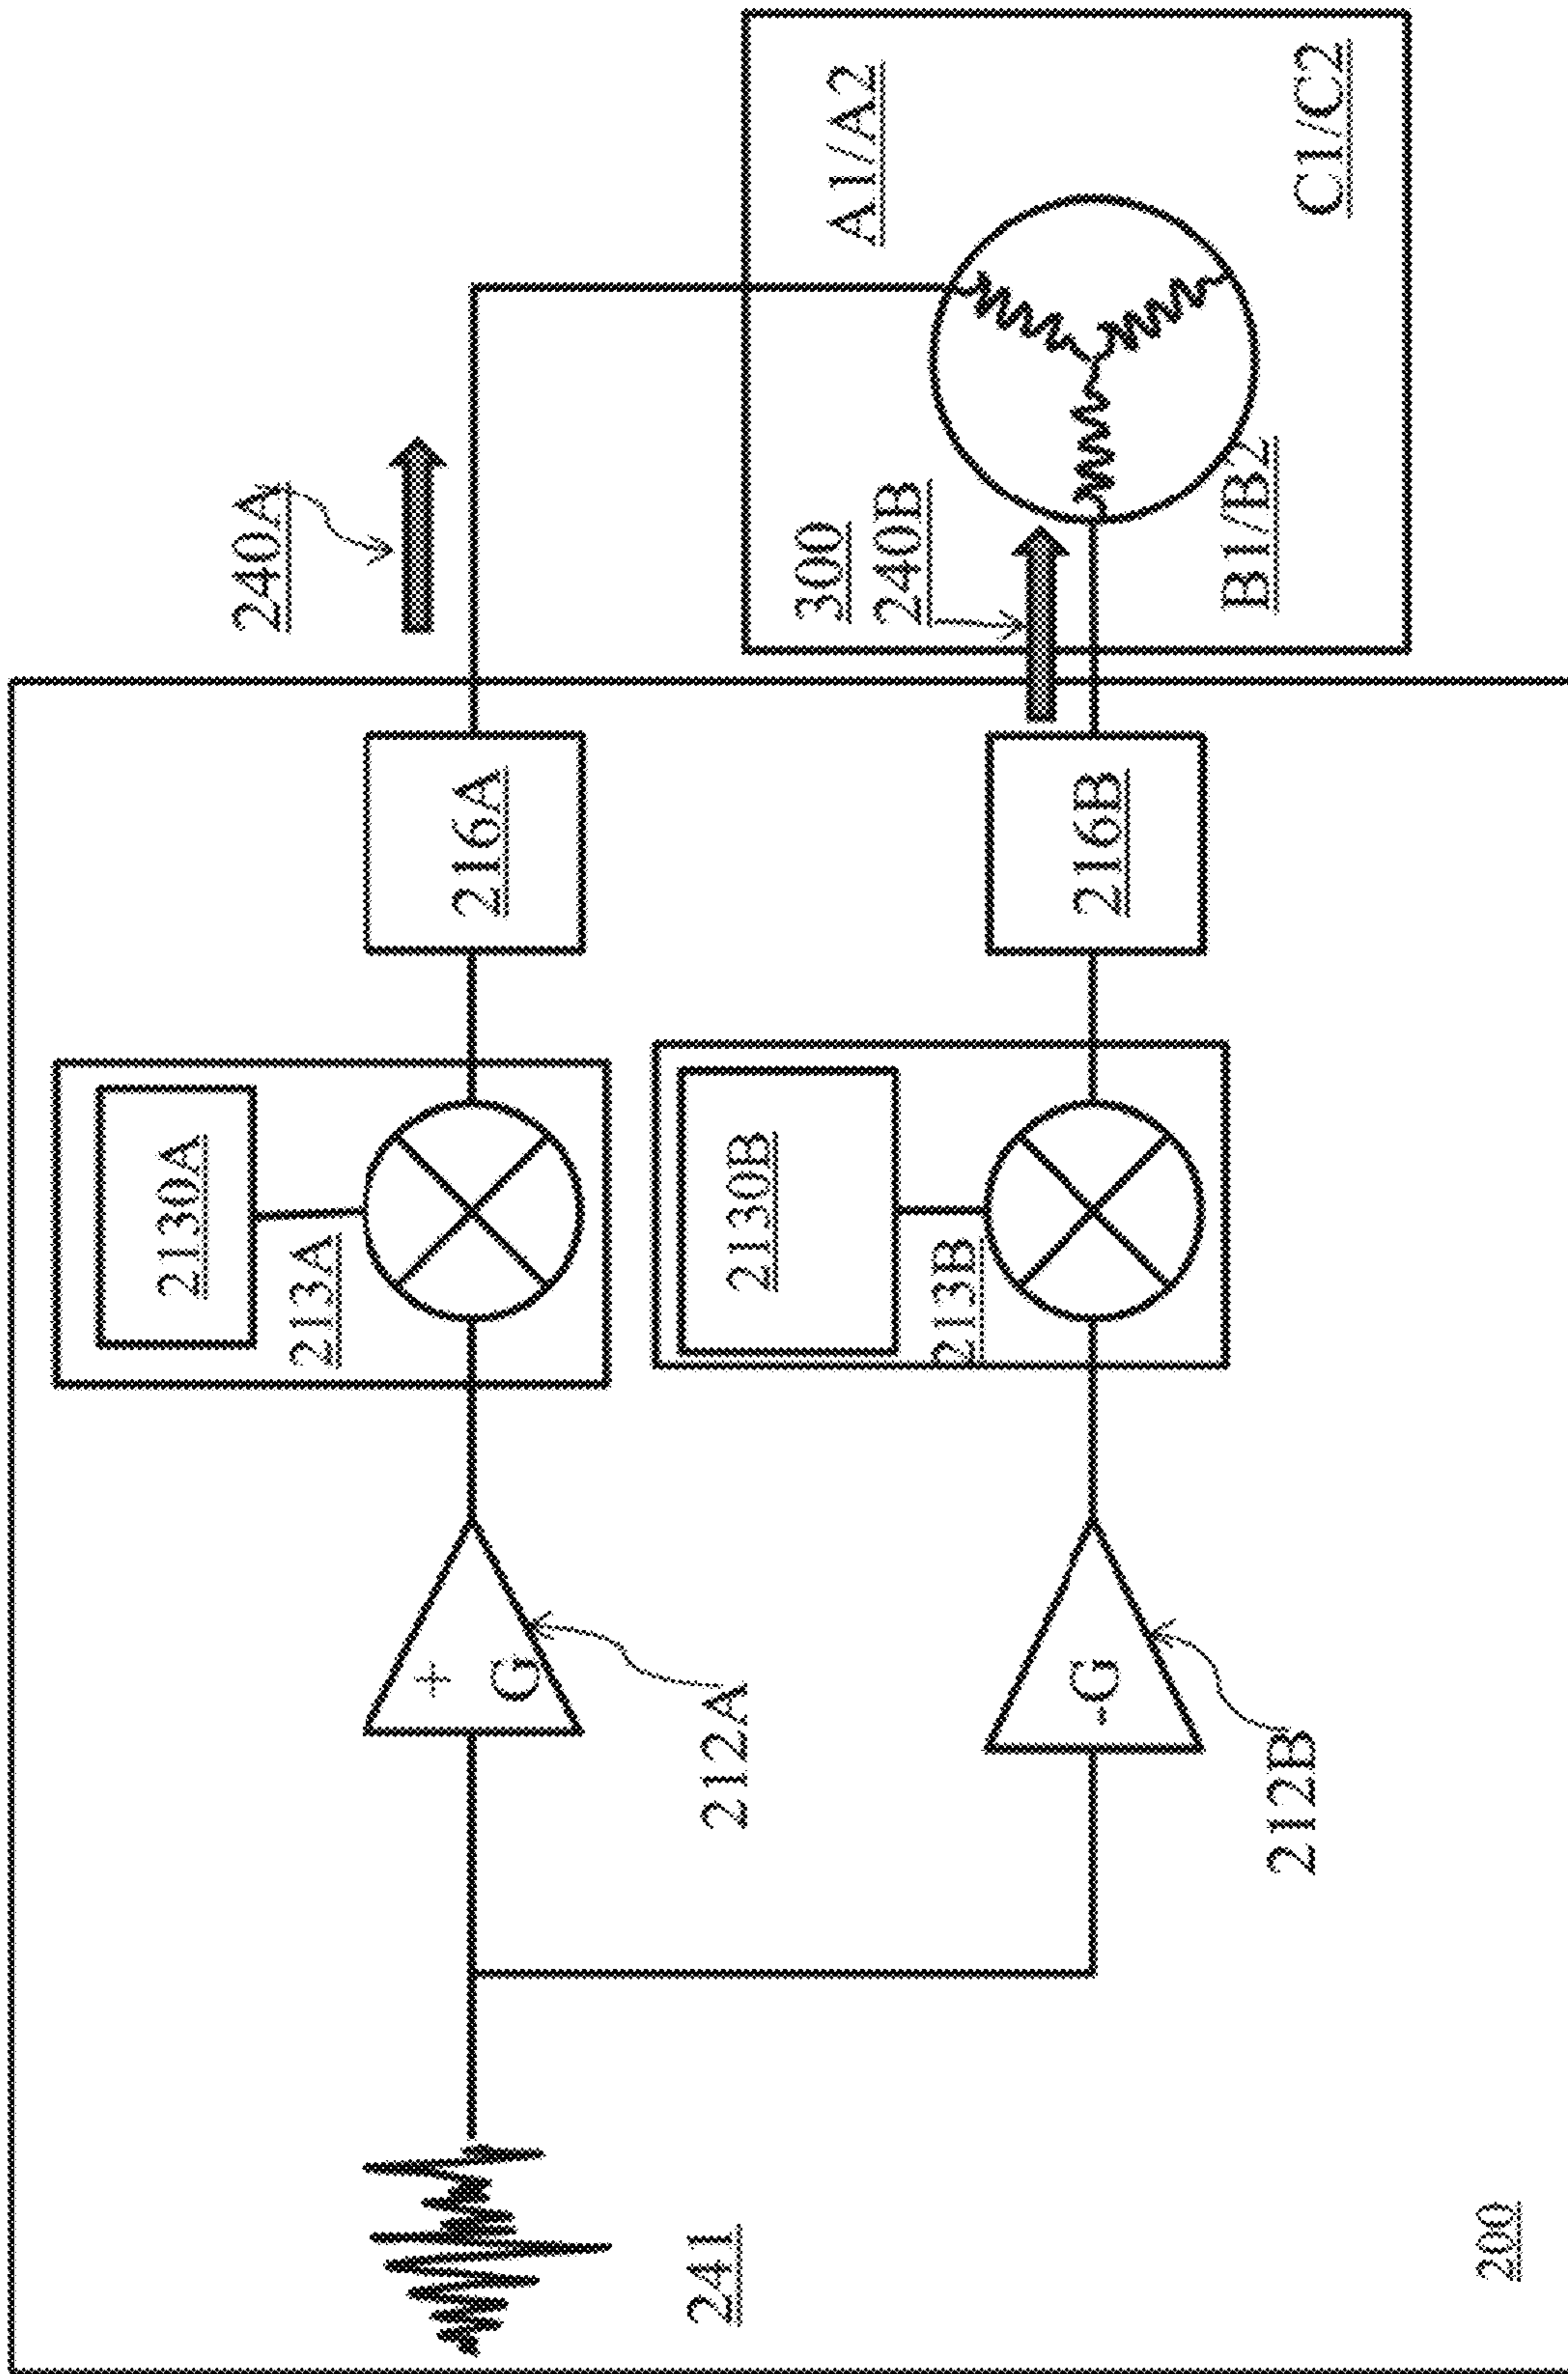 240A
A1/A2
2130A
213A
216A
+
G
212A
241
300
240B
C1/C2
B1/B2
2130B
213B
216B
-G
212B
200